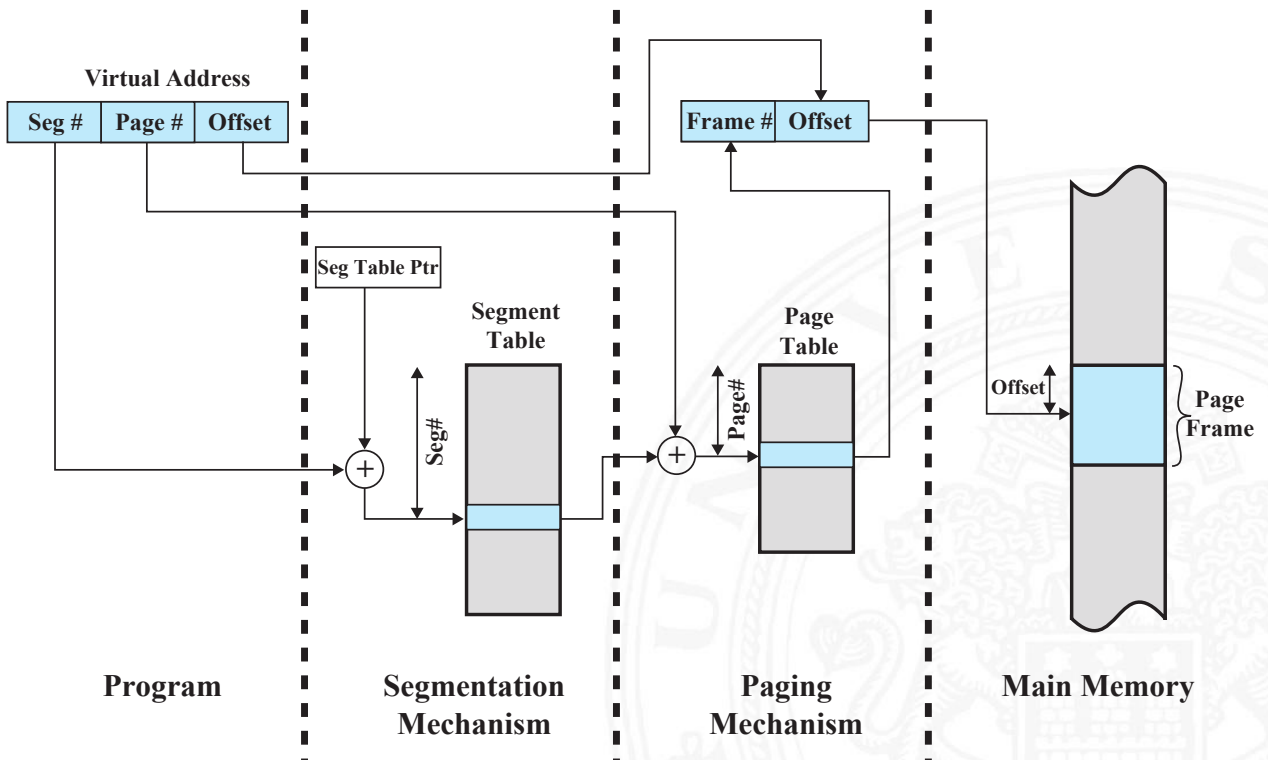 Virtual Address
Seg # Page # Offset
Frame # Offset
Seg Table Ptr
Segment
Table
Seg#
+
Page
Table
Page#
+
Offset
Page
Frame
Program
Segmentation
Mechanism
Paging
Mechanism
Main Memory